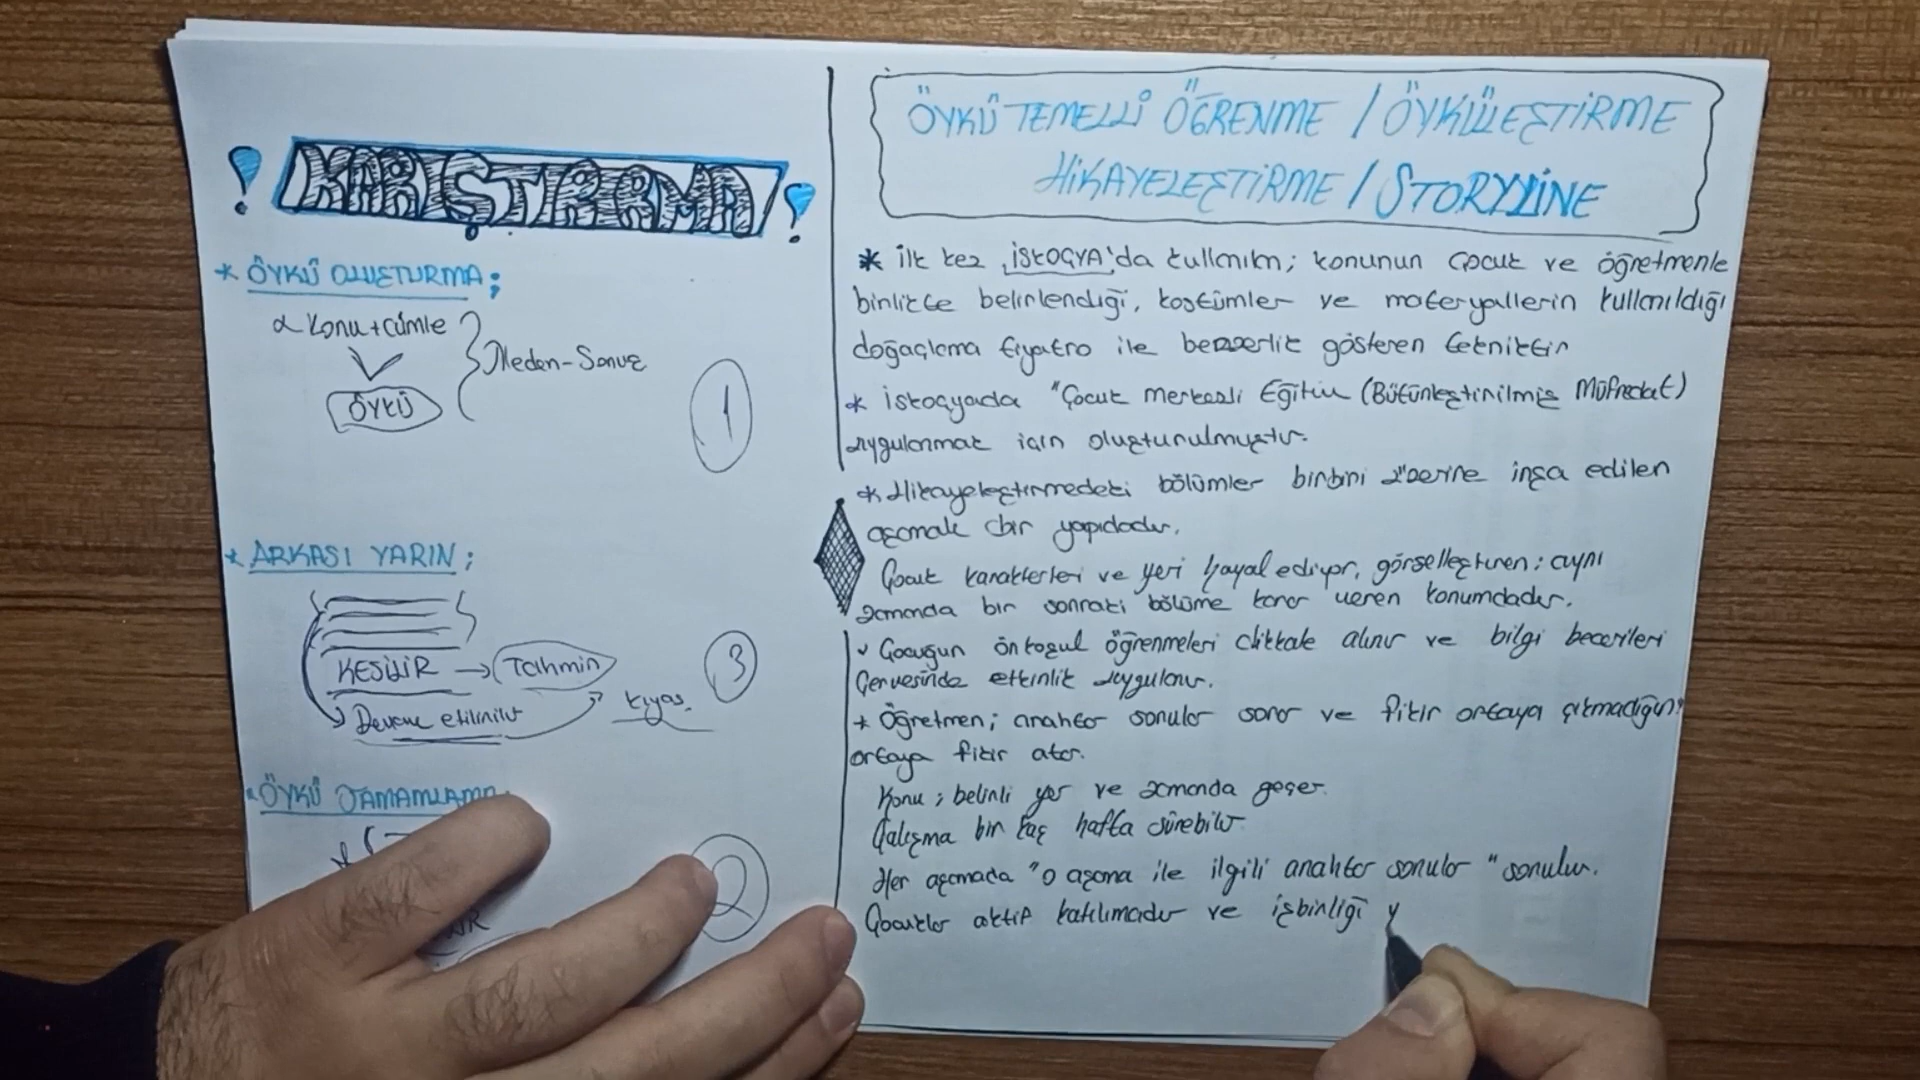 ! KARIŞTIRMA !
* ÖYKÜ OLUŞTURMA;
Konu + Cümle
Neden-Sonuç
ÖYKÜ
1
* ARKASI YARIN;
KESİLİR → Tahmin
3
Devam ettirilir
kıyas.
ÖYKÜ TAMAMLAMA
2
ÖYKÜ TEMELLİ ÖĞRENME / ÖYKÜLEŞTİRME
HİKAYELEŞTİRME / STORYLİNE
* ilk kez İSKOÇYA'da kullanılan; konunun çocuk ve öğretmenle
birlikte belirlendiği, kostümler ve materyallerin kullanıldığı
doğaçlama tiyatro ile benzerlik gösteren tekniktir
* İskoçyada "Çocuk Merkezli Eğitim (Bütünleştirilmiş Müfredat)
uygulanmak için oluşturulmuştur.
* Hikayeleştirmedeki bölümler birbiri üzerine inşa edilen
aşamalı bir yapıdadır.
Çocuk karakterleri ve yeri hayal ediyor, görselleştiren; aynı
zamanda bir sonraki bölüme karar veren konumdadır.
✓ Çocuğun önkoşul öğrenmeleri dikkate alınır ve bilgi becerileri
çerçevesinde etkinlik uygulanır.
* Öğretmen; anahtar sorular sorar ve fikir ortaya çıkmadığında
ortaya fikir atar.
Konu; belirli yer ve zamanda geçer.
Çalışma bir kaç hafta sürebilir
Her aşamada "o aşama ile ilgili anahtar sorular" sorulur.
Çocuklar aktif katılımcıdır ve işbirliği y